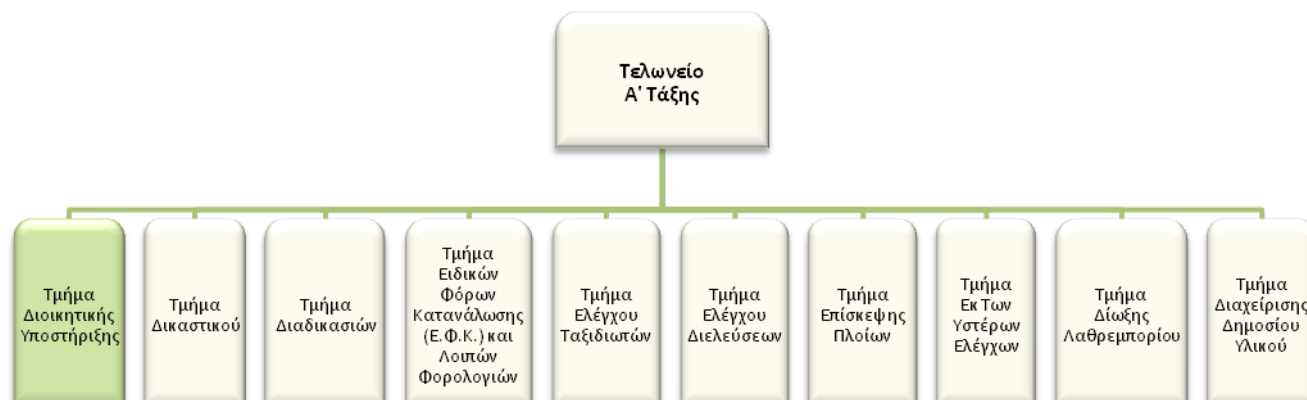 Τελωνείο
Α' Τάξης
Τμήμα
Διοικητικής
Υποστήριξης
Τμήμα
Δικαστικού
Τμήμα
Διαδικασιών
Τμήμα
Ειδικών
Φόρων
Κατανάλωσης
(Ε.Φ.Κ.) και
Λοιπών
Φορολογιών
Τμήμα
Ελέγχου
Ταξιδιωτών
Τμήμα
Ελέγχου
Διελεύσεων
Τμήμα
Επίσκεψης
Πλοίων
Τμήμα
Εκ Των
Υστέρων
Ελέγχων
Τμήμα
Δίωξης
Λαθρεμπορίου
Τμήμα
Διαχείρισης
Δημοσίου
Υλικού